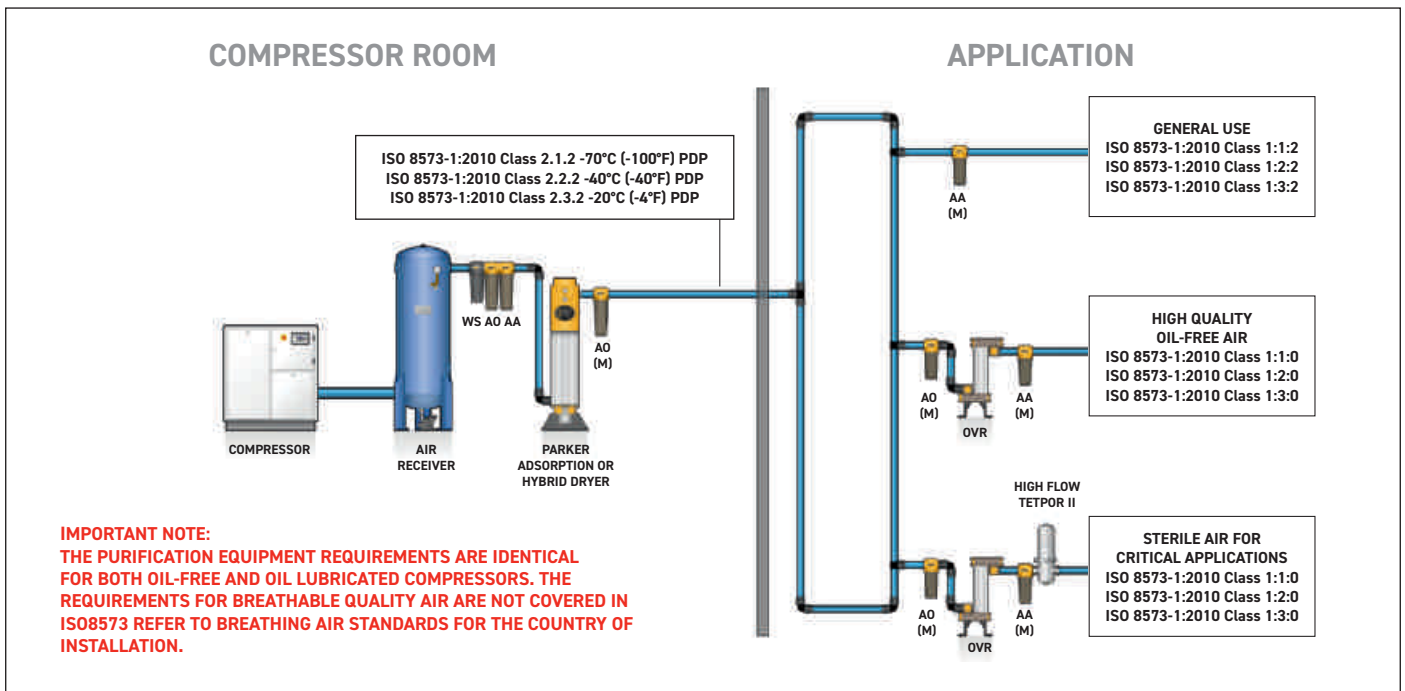 COMPRESSOR ROOM
APPLICATION
ISO 8573-1:2010 Class 2.1.2 -70°C (-100°F) PDP
ISO 8573-1:2010 Class 2.2.2 -40°C (-40°F) PDP
ISO 8573-1:2010 Class 2.3.2 -20°C (-4°F) PDP
WS AO AA
AO
(M)
COMPRESSOR
AIR
RECEIVER
PARKER
ADSORPTION OR
HYBRID DRYER
AA
(M)
GENERAL USE
ISO 8573-1:2010 Class 1:1:2
ISO 8573-1:2010 Class 1:2:2
ISO 8573-1:2010 Class 1:3:2
AO
(M)
OVR
AA
(M)
HIGH QUALITY
OIL-FREE AIR
ISO 8573-1:2010 Class 1:1:0
ISO 8573-1:2010 Class 1:2:0
ISO 8573-1:2010 Class 1:3:0
HIGH FLOW
TETPOR II
AO
(M)
OVR
AA
(M)
STERILE AIR FOR
CRITICAL APPLICATIONS
ISO 8573-1:2010 Class 1:1:0
ISO 8573-1:2010 Class 1:2:0
ISO 8573-1:2010 Class 1:3:0
IMPORTANT NOTE:
THE PURIFICATION EQUIPMENT REQUIREMENTS ARE IDENTICAL
FOR BOTH OIL-FREE AND OIL LUBRICATED COMPRESSORS. THE
REQUIREMENTS FOR BREATHABLE QUALITY AIR ARE NOT COVERED IN
ISO8573 REFER TO BREATHING AIR STANDARDS FOR THE COUNTRY OF
INSTALLATION.